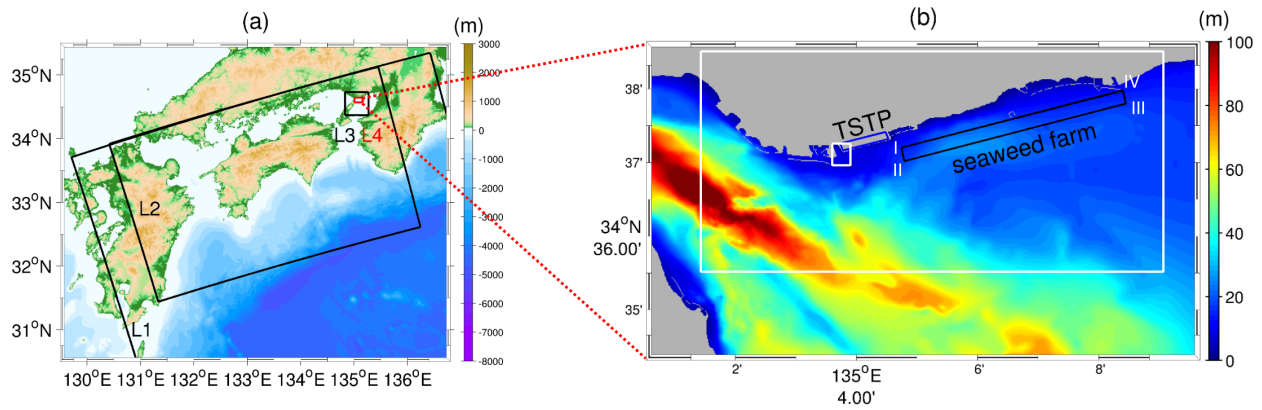 (a)
(m)
3000
2000
1000
0
-1000
-2000
-3000
-4000
-5000
-6000
-7000
-8000
35°N
34°N
33°N
32°N
31°N
130°E 131°E 132°E 133°E 134°E 135°E 136°E
L1
L2
L3 L4
(b)
(m)
100
80
60
40
20
0
38'
37'
34°N
36.00'
35'
2'
135°E
4.00'
6'
8'
TSTP
I
II
III
IV
seaweed farm